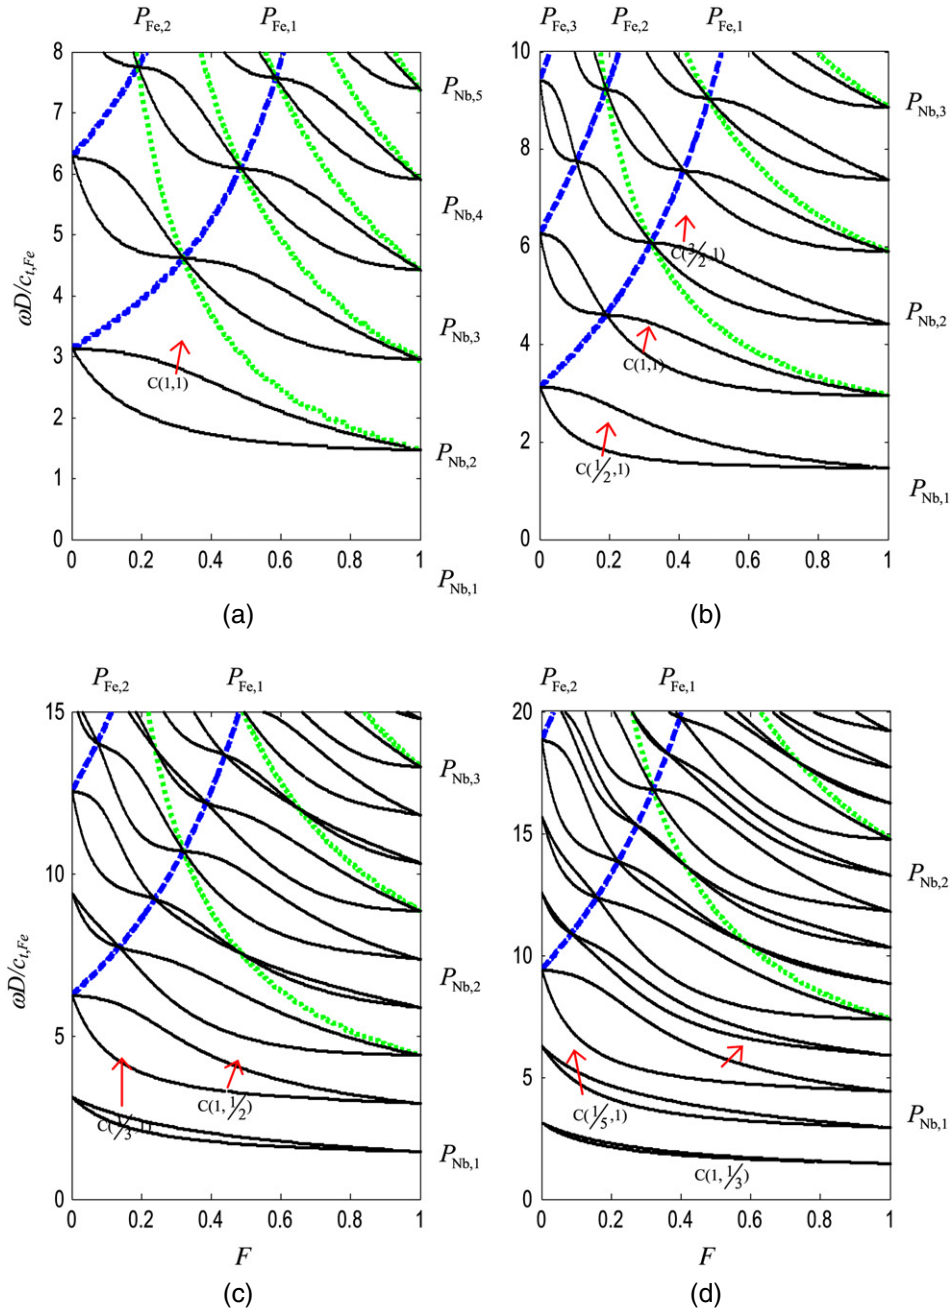 P_Fe,2 P_Fe,1
8
7
6
5
4
3
2
1
0
ωD/c_t,Fe
P_Nb,5
P_Nb,4
P_Nb,3
P_Nb,2
P_Nb,1
C(1,1)
0 0.2 0.4 0.6 0.8 1
(a)
P_Fe,3 P_Fe,2 P_Fe,1
10
8
6
4
2
0
P_Nb,3
P_Nb,2
P_Nb,1
C(3/2,1)
C(1,1)
C(1/2,1)
0 0.2 0.4 0.6 0.8 1
(b)
P_Fe,2 P_Fe,1
15
10
5
0
ωD/c_t,Fe
P_Nb,3
P_Nb,2
P_Nb,1
C(1/3,1)
C(1,1/2)
0 0.2 0.4 0.6 0.8 1
F
(c)
P_Fe,2 P_Fe,1
20
15
10
5
0
P_Nb,2
P_Nb,1
C(1/5,1)
C(1,1/3)
0 0.2 0.4 0.6 0.8 1
F
(d)